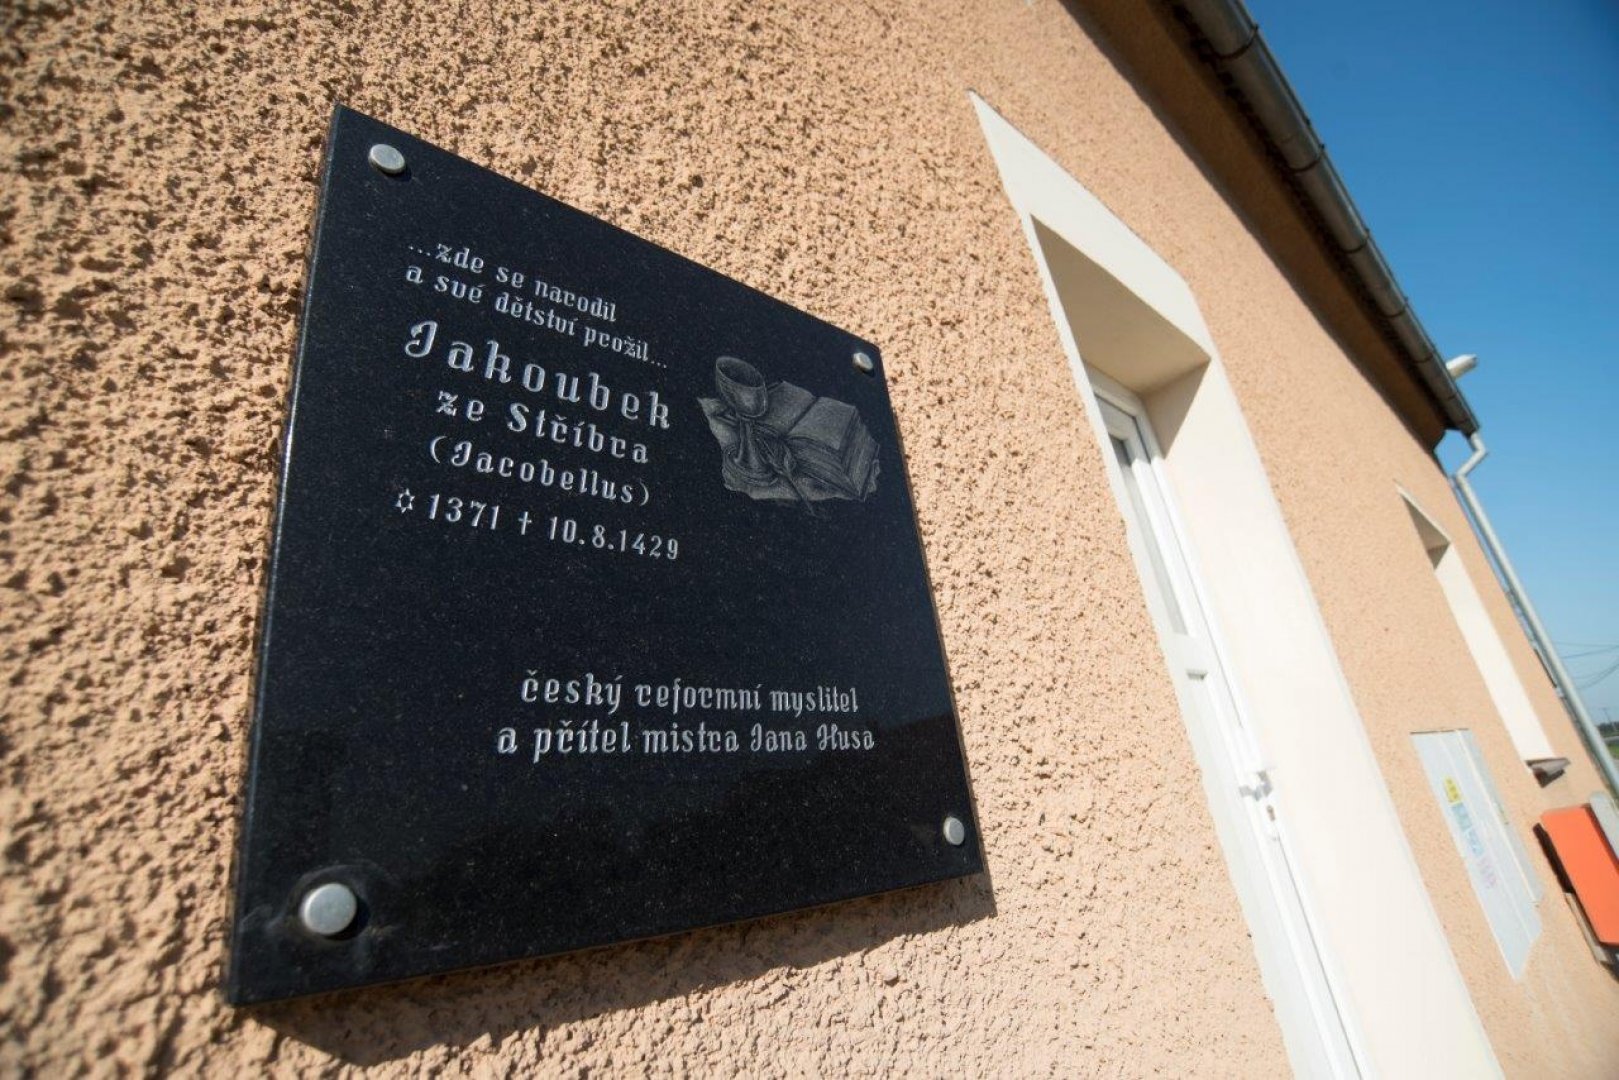 ...zde se narodil
a své dětství prožil...
Jakoubek
ze Stříbra
(Jacobellus)
✡ 1371 † 10.8.1429
český reformní myslitel
a přítel mistra Jana Husa